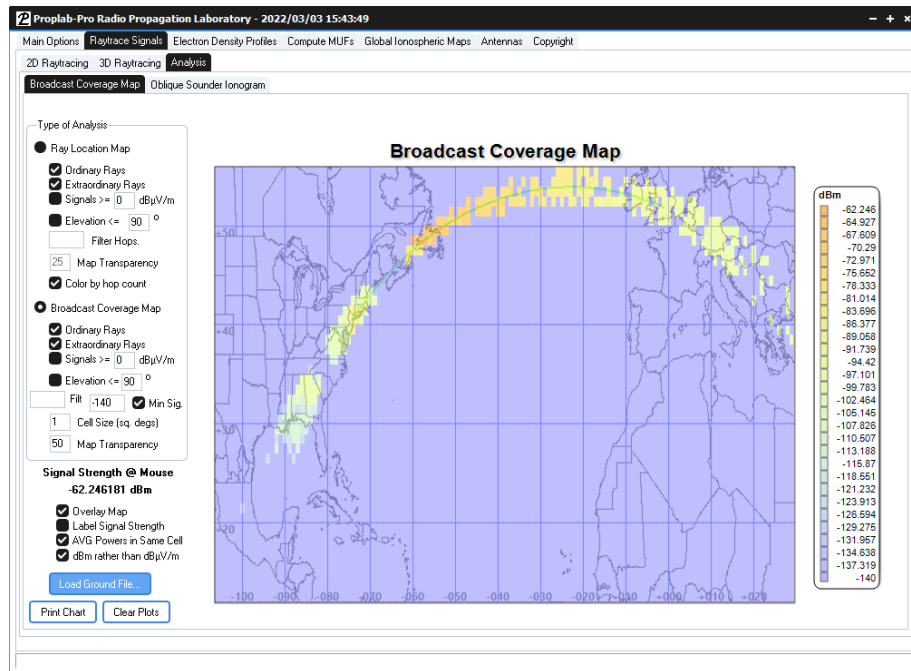 Proplab-Pro Radio Propagation Laboratory - 2022/03/03 15:43:49
Main Options Raytrace Signals Electron Density Profiles Compute MUFs Global Ionospheric Maps Antennas Copyright
2D Raytracing 3D Raytracing Analysis
Broadcast Coverage Map Oblique Sounder Ionogram
Type of Analysis
Ray Location Map
Ordinary Rays
Extraordinary Rays
Signals >= 0 dBµV/m
Elevation <= 90 º
Filter Hops.
25 Map Transparency
Color by hop count
Broadcast Coverage Map
Ordinary Rays
Extraordinary Rays
Signals >= 0 dBµV/m
Elevation <= 90 º
Filt -140 Min Sig.
1 Cell Size (sq. degs)
50 Map Transparency
Signal Strength @ Mouse
-62.246181 dBm
Overlay Map
Label Signal Strength
AVG Powers in Same Cell
dBm rather than dBµV/m
Load Ground File...
Print Chart Clear Plots
Broadcast Coverage Map
+50
+40
+30
+20
-100 -090 -080 -070 -060 -050 -040 -030 -020 -010 +000 +010 +020
dBm
-62.246
-64.927
-67.609
-70.29
-72.971
-75.652
-78.333
-81.014
-83.696
-86.377
-89.058
-91.739
-94.42
-97.101
-99.783
-102.464
-105.145
-107.826
-110.507
-113.188
-115.87
-118.551
-121.232
-123.913
-126.594
-129.275
-131.957
-134.638
-137.319
-140